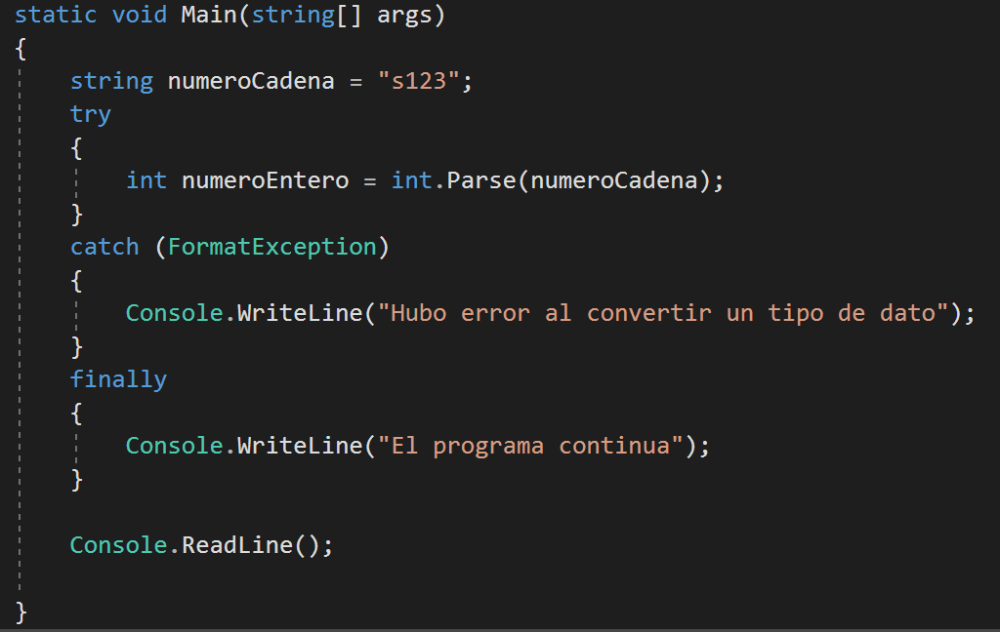 static void Main(string[] args)
{
    string numeroCadena = "s123";
    try
    {
        int numeroEntero = int.Parse(numeroCadena);
    }
    catch (FormatException)
    {
        Console.WriteLine("Hubo error al convertir un tipo de dato");
    }
    finally
    {
        Console.WriteLine("El programa continua");
    }
    Console.ReadLine();
}